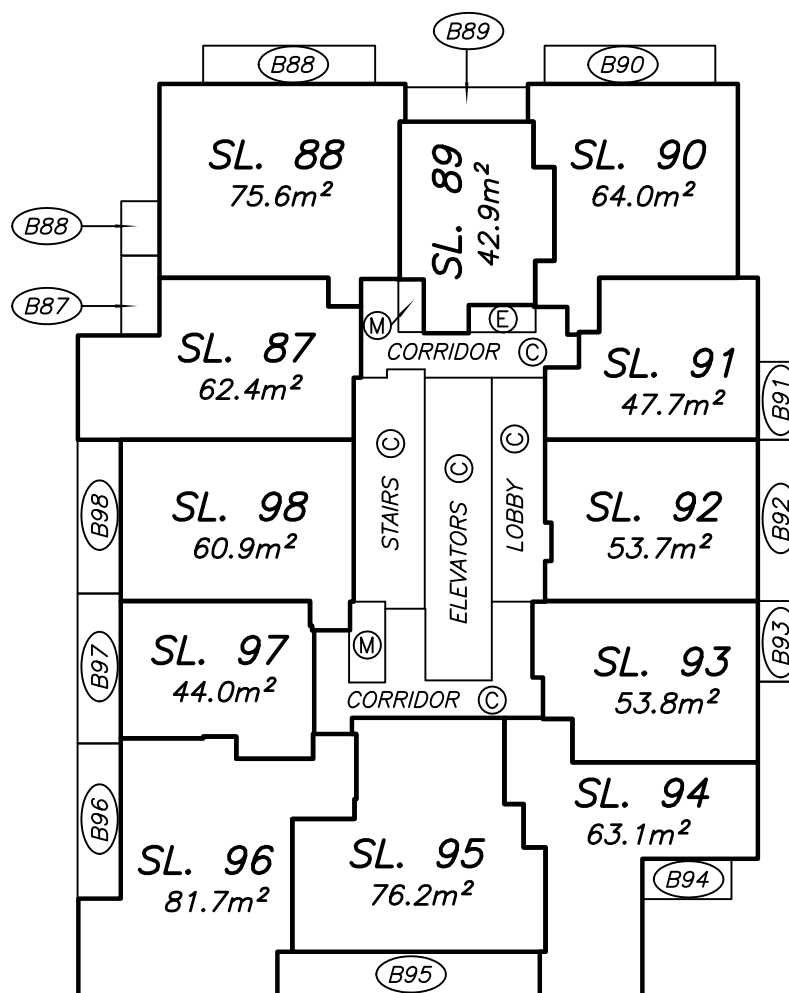 B89
B88
B90
SL. 88
75.6m²
SL. 89
42.9m²
SL. 90
64.0m²
B88
B87
M
E
CORRIDOR C
SL. 87
62.4m²
SL. 91
47.7m²
B91
STAIRS C
ELEVATORS C
LOBBY C
B98
SL. 98
60.9m²
SL. 92
53.7m²
B92
B97
SL. 97
44.0m²
M
SL. 93
53.8m²
B93
CORRIDOR C
B96
SL. 96
81.7m²
SL. 95
76.2m²
SL. 94
63.1m²
B94
B95